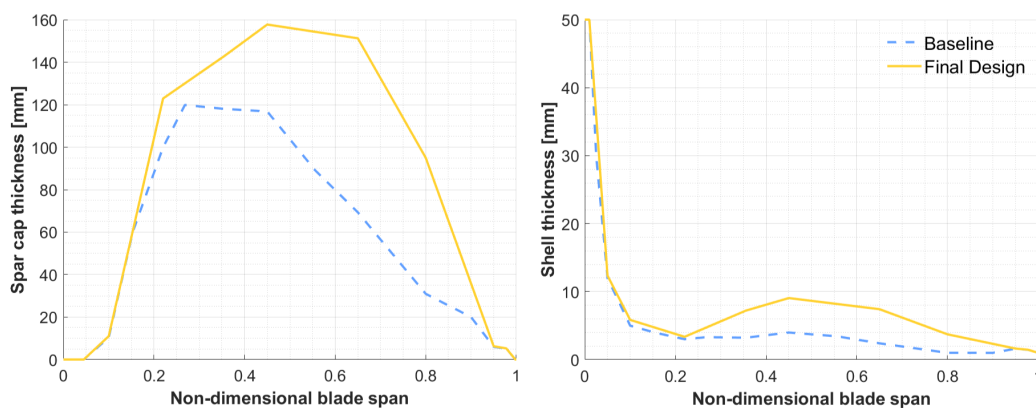 Spar cap thickness [mm]
160
140
120
100
80
60
40
20
0
0 0.2 0.4 0.6 0.8 1
Non-dimensional blade span
Shell thickness [mm]
50
40
30
20
10
0
0 0.2 0.4 0.6 0.8 1
Non-dimensional blade span
Baseline
Final Design